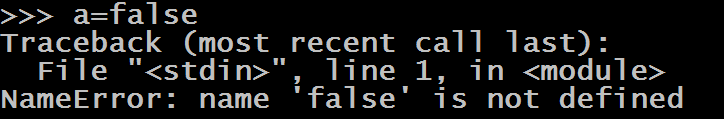 >>> a=false
Traceback (most recent call last):
  File "<stdin>", line 1, in <module>
NameError: name 'false' is not defined